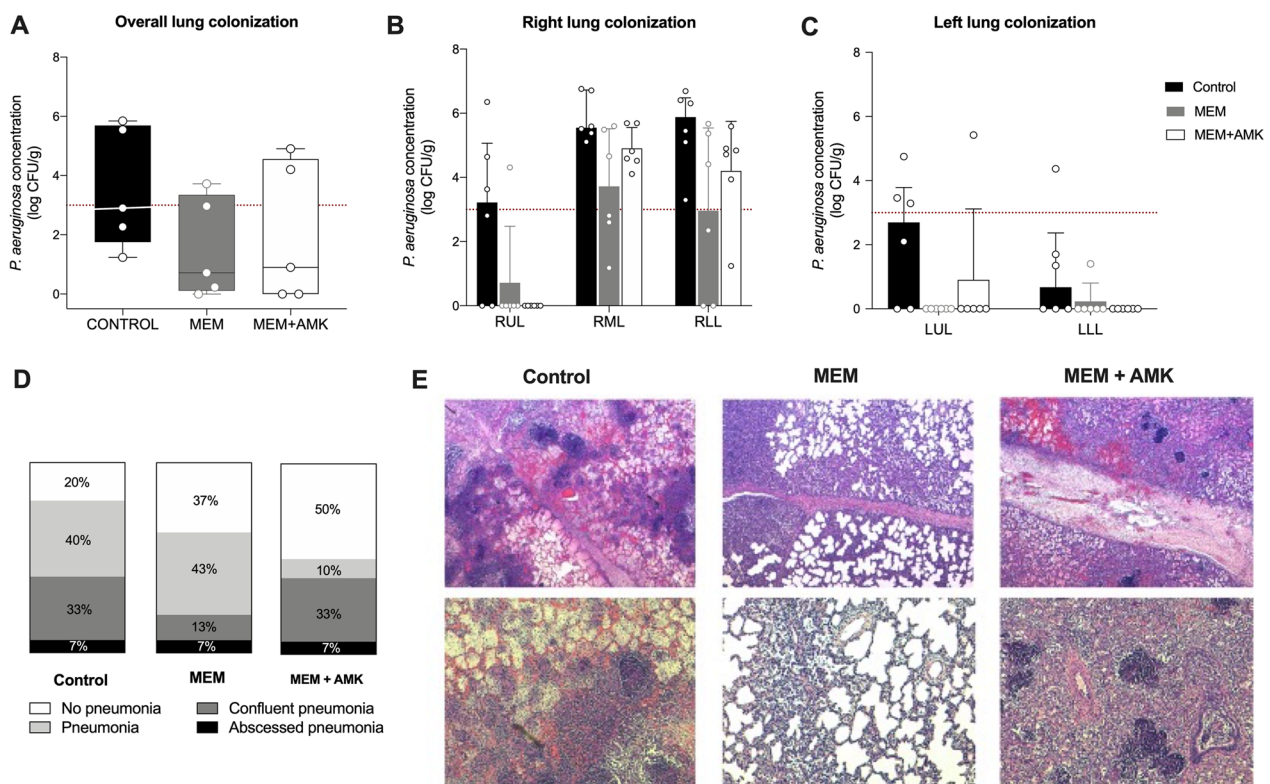 A
Overall lung colonization
P. aeruginosa concentration
(log CFU/g)
8
6
4
2
0
CONTROL
MEM
MEM+AMK
B
Right lung colonization
P. aeruginosa concentration
(log CFU/g)
8
6
4
2
0
RUL
RML
RLL
C
Left lung colonization
P. aeruginosa concentration
(log CFU/g)
8
6
4
2
0
LUL
LLL
Control
MEM
MEM+AMK
D
20%
40%
33%
7%
Control
37%
43%
13%
7%
MEM
50%
10%
33%
7%
MEM + AMK
No pneumonia
Confluent pneumonia
Pneumonia
Abscessed pneumonia
E
Control
MEM
MEM + AMK